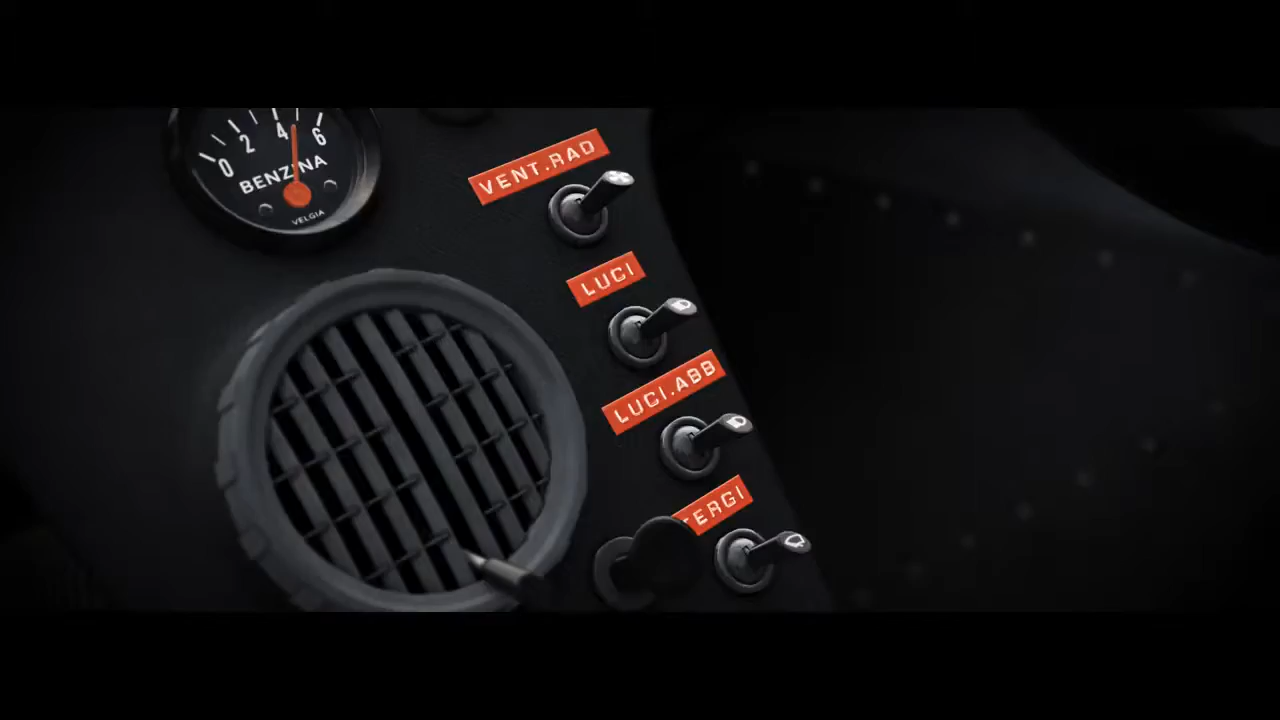 0 2 4 6
BENZINA
VELGIA
VENT.RAD
LUCI
LUCI.ABB
TERGI